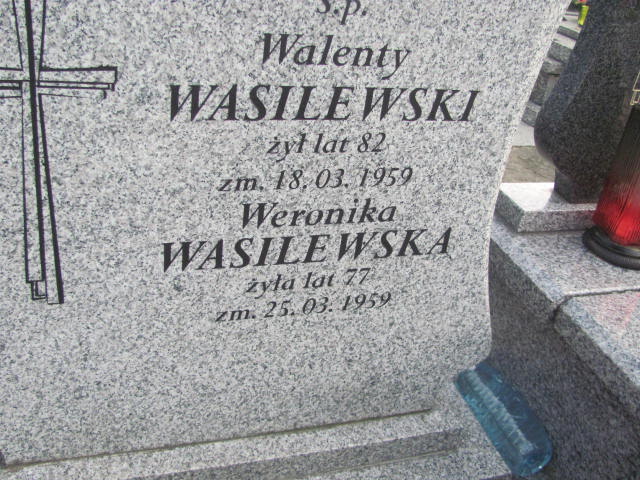 Ś.p.
Walenty
WASILEWSKI
żył lat 82
zm. 18. 03. 1959
Weronika
WASILEWSKA
żyła lat 77
zm. 25. 03. 1959